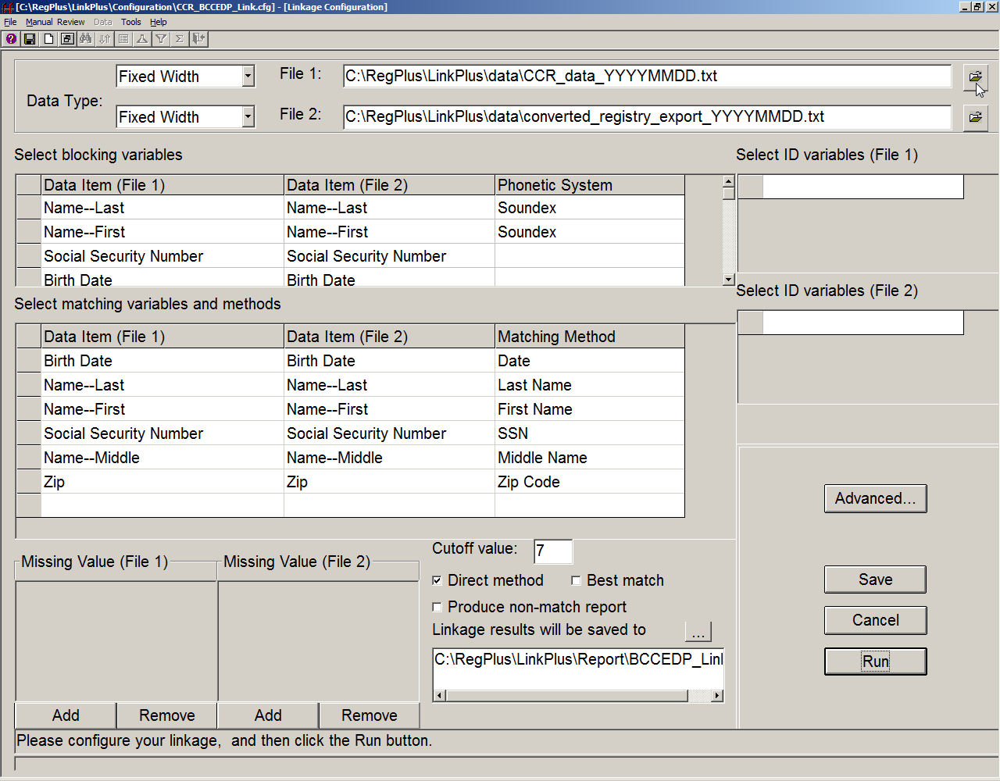 [C:\RegPlus\LinkPlus\Configuration\CCR_BCCEDP_Link.cfg] - [Linkage Configuration]
File Manual Review Data Tools Help
Data Type:
Fixed Width File 1: C:\RegPlus\LinkPlus\data\CCR_data_YYYYMMDD.txt
Fixed Width File 2: C:\RegPlus\LinkPlus\data\converted_registry_export_YYYYMMDD.txt
Select blocking variables
Data Item (File 1) Data Item (File 2) Phonetic System
Name--Last Name--Last Soundex
Name--First Name--First Soundex
Social Security Number Social Security Number
Birth Date Birth Date
Select ID variables (File 1)
Select ID variables (File 2)
Select matching variables and methods
Data Item (File 1) Data Item (File 2) Matching Method
Birth Date Birth Date Date
Name--Last Name--Last Last Name
Name--First Name--First First Name
Social Security Number Social Security Number SSN
Name--Middle Name--Middle Middle Name
Zip Zip Zip Code
Missing Value (File 1) Missing Value (File 2)
Add Remove Add Remove
Cutoff value: 7
Direct method Best match
Produce non-match report
Linkage results will be saved to ...
C:\RegPlus\LinkPlus\Report\BCCEDP_Linl
Advanced...
Save
Cancel
Run
Please configure your linkage, and then click the Run button.